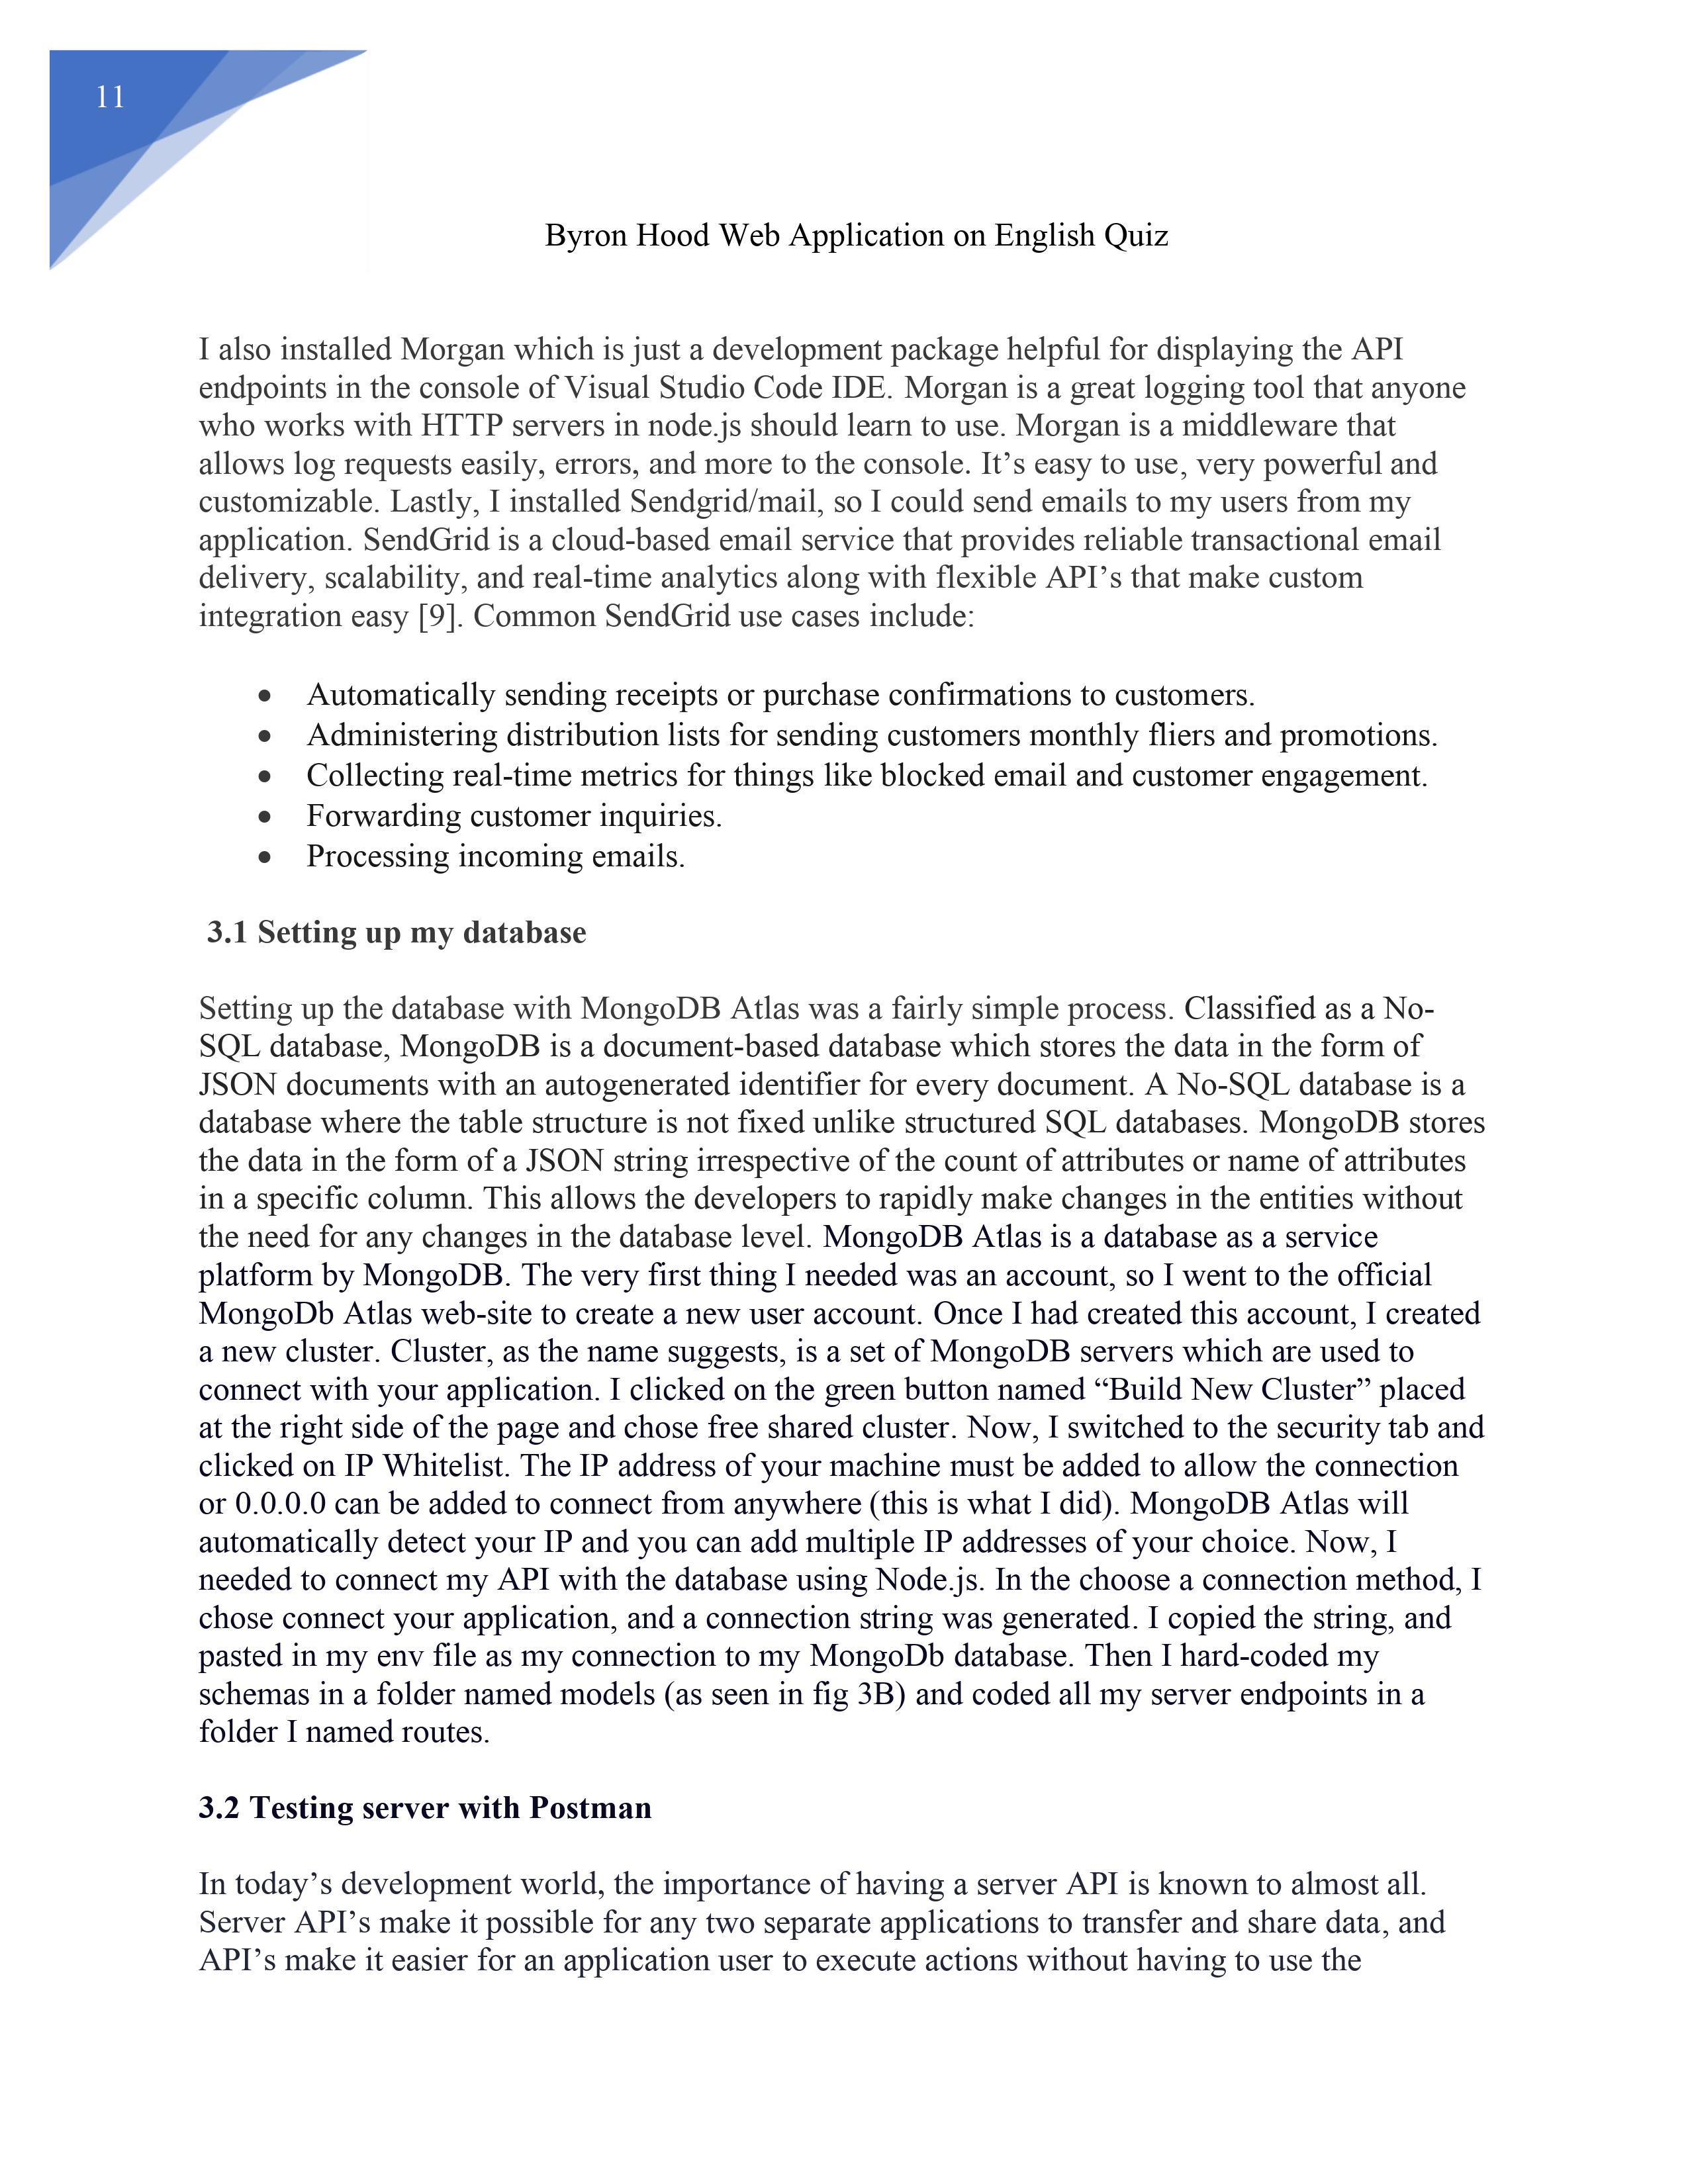 11
Byron Hood Web Application on English Quiz
I also installed Morgan which is just a development package helpful for displaying the API
endpoints in the console of Visual Studio Code IDE. Morgan is a great logging tool that anyone
who works with HTTP servers in node.js should learn to use. Morgan is a middleware that
allows log requests easily, errors, and more to the console. It’s easy to use, very powerful and
customizable. Lastly, I installed Sendgrid/mail, so I could send emails to my users from my
application. SendGrid is a cloud-based email service that provides reliable transactional email
delivery, scalability, and real-time analytics along with flexible API’s that make custom
integration easy [9]. Common SendGrid use cases include:
• Automatically sending receipts or purchase confirmations to customers.
• Administering distribution lists for sending customers monthly fliers and promotions.
• Collecting real-time metrics for things like blocked email and customer engagement.
• Forwarding customer inquiries.
• Processing incoming emails.
3.1 Setting up my database
Setting up the database with MongoDB Atlas was a fairly simple process. Classified as a No-
SQL database, MongoDB is a document-based database which stores the data in the form of
JSON documents with an autogenerated identifier for every document. A No-SQL database is a
database where the table structure is not fixed unlike structured SQL databases. MongoDB stores
the data in the form of a JSON string irrespective of the count of attributes or name of attributes
in a specific column. This allows the developers to rapidly make changes in the entities without
the need for any changes in the database level. MongoDB Atlas is a database as a service
platform by MongoDB. The very first thing I needed was an account, so I went to the official
MongoDb Atlas web-site to create a new user account. Once I had created this account, I created
a new cluster. Cluster, as the name suggests, is a set of MongoDB servers which are used to
connect with your application. I clicked on the green button named “Build New Cluster” placed
at the right side of the page and chose free shared cluster. Now, I switched to the security tab and
clicked on IP Whitelist. The IP address of your machine must be added to allow the connection
or 0.0.0.0 can be added to connect from anywhere (this is what I did). MongoDB Atlas will
automatically detect your IP and you can add multiple IP addresses of your choice. Now, I
needed to connect my API with the database using Node.js. In the choose a connection method, I
chose connect your application, and a connection string was generated. I copied the string, and
pasted in my env file as my connection to my MongoDb database. Then I hard-coded my
schemas in a folder named models (as seen in fig 3B) and coded all my server endpoints in a
folder I named routes.
3.2 Testing server with Postman
In today’s development world, the importance of having a server API is known to almost all.
Server API’s make it possible for any two separate applications to transfer and share data, and
API’s make it easier for an application user to execute actions without having to use the